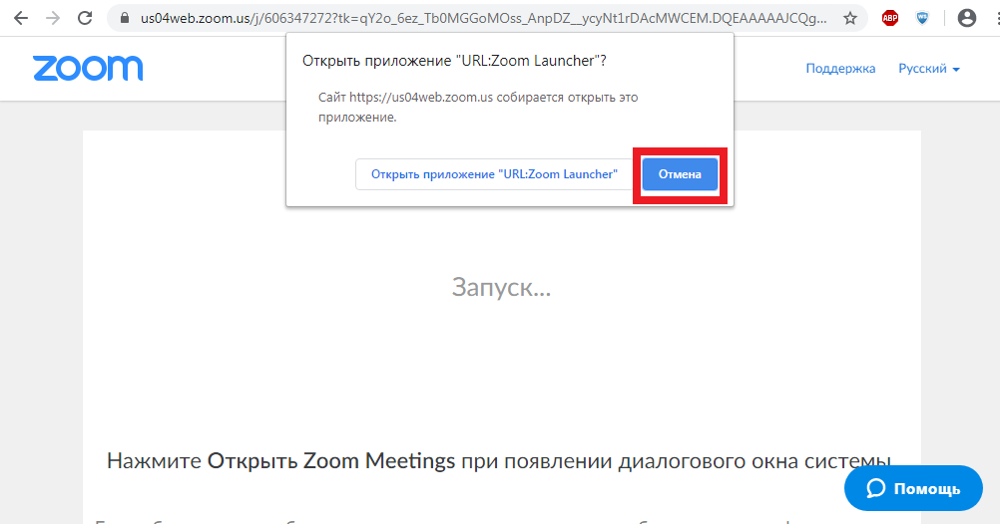 us04web.zoom.us/j/606347272?tk=qY2o_6ez_Tb0MGGoMOss_AnpDZ__ycyNt1rDAcMWCEM.DQEAAAAAJCQg...
ABP
WS
zoom
Поддержка
Русский
Открыть приложение "URL:Zoom Launcher"?
Сайт https://us04web.zoom.us собирается открыть это
приложение.
Открыть приложение "URL:Zoom Launcher"
Отмена
Запуск...
Нажмите Открыть Zoom Meetings при появлении диалогового окна системы
Помощь